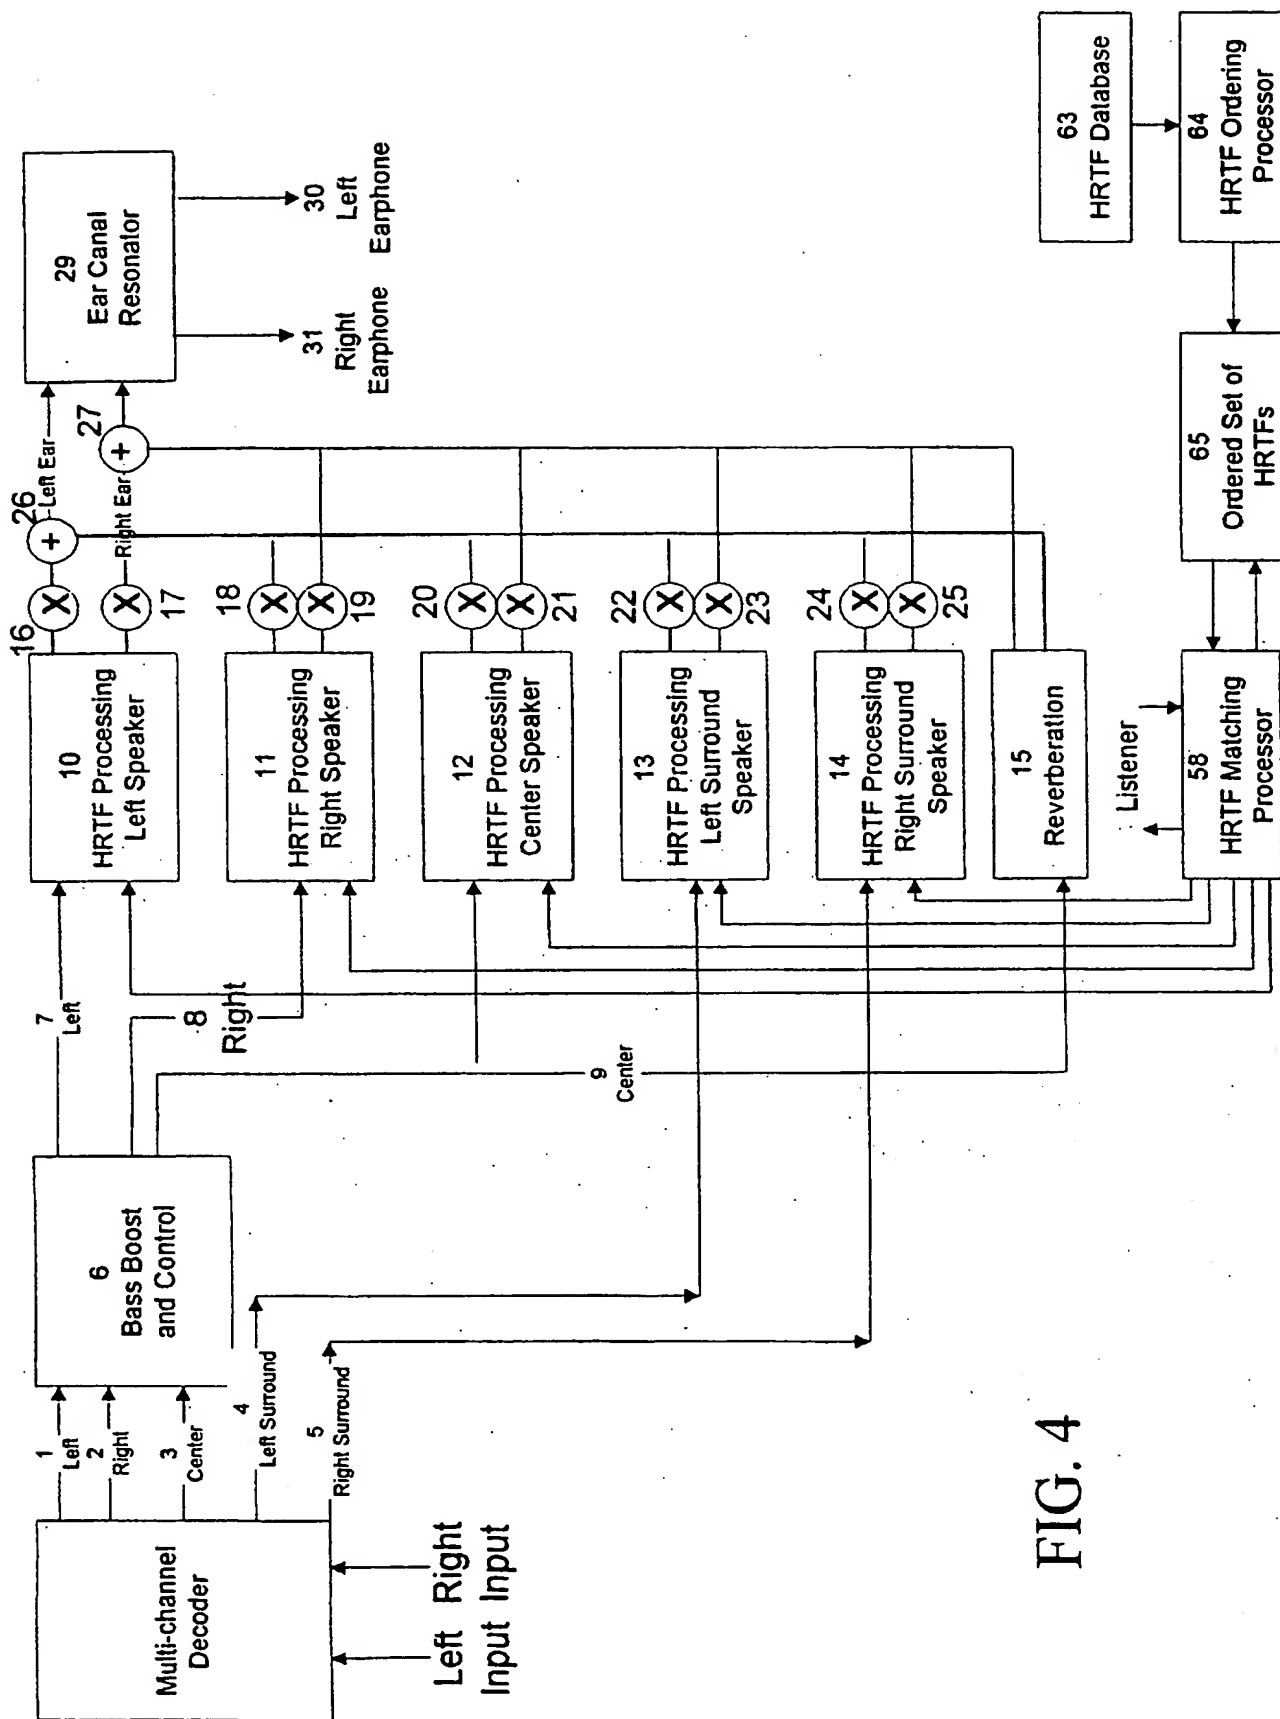 Multi-channel
Decoder
Left
Input
Right
Input
1
Left
2
Right
3
Center
4
Left Surround
5
Right Surround
6
Bass Boost
and Control
7
Left
8
Right
9
Center
10
HRTF Processing
Left Speaker
11
HRTF Processing
Right Speaker
12
HRTF Processing
Center Speaker
13
HRTF Processing
Left Surround
Speaker
14
HRTF Processing
Right Surround
Speaker
15
Reverberation
16
X
17
X
18
X
19
X
20
X
21
X
22
X
23
X
24
X
25
X
26
+
Left Ear
27
+
Right Ear
29
Ear Canal
Resonator
30
Left
Earphone
31
Right
Earphone
Listener
58
HRTF Matching
Processor
65
Ordered Set of
HRTFs
63
HRTF Database
64
HRTF Ordering
Processor
FIG. 4